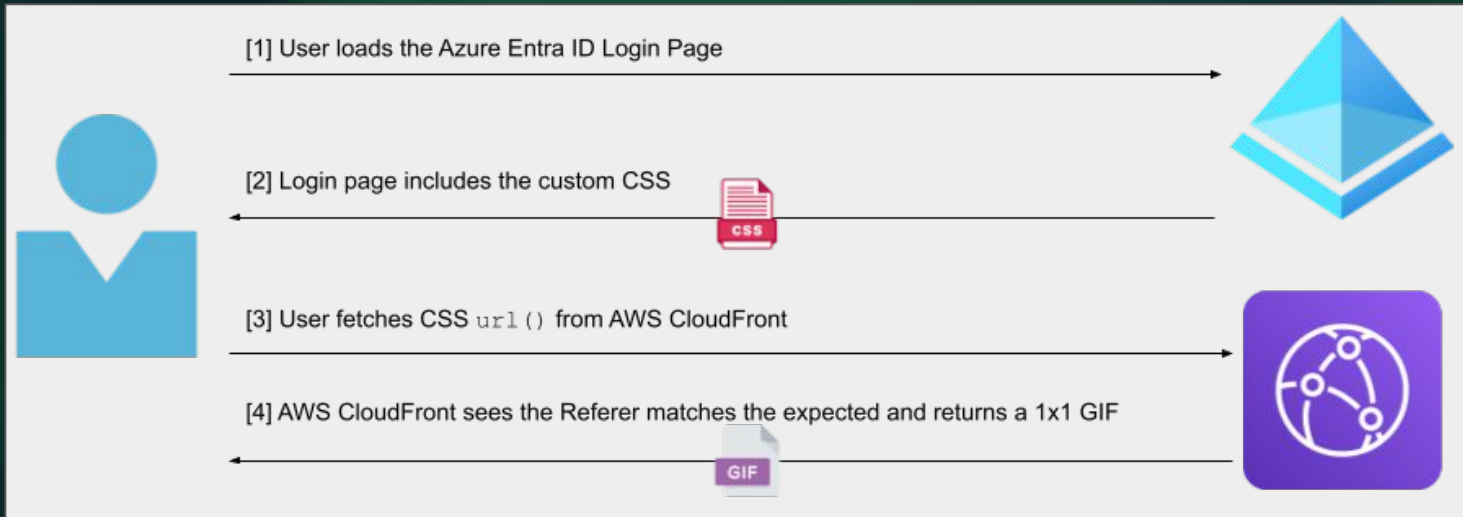 [1] User loads the Azure Entra ID Login Page
[2] Login page includes the custom CSS
CSS
[3] User fetches CSS url() from AWS CloudFront
[4] AWS CloudFront sees the Referer matches the expected and returns a 1x1 GIF
GIF